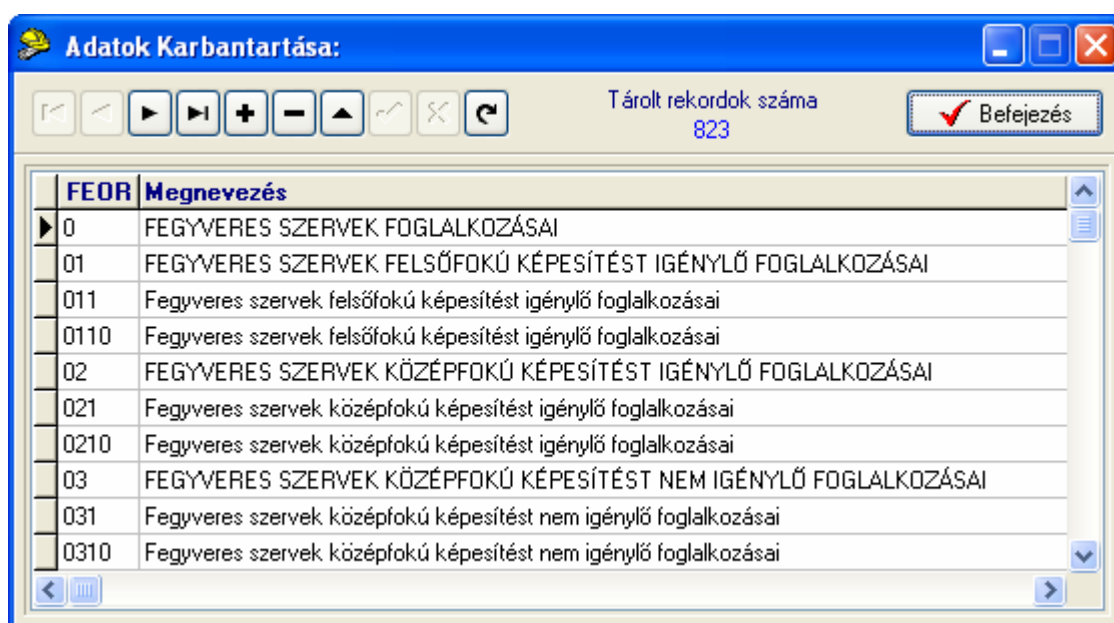 Adatok Karbantartása:
Tárolt rekordok száma
823
Befejezés
FEOR Megnevezés
0 FEGYVERES SZERVEK FOGLALKOZÁSAI
01 FEGYVERES SZERVEK FELSŐFOKÚ KÉPESÍTÉST IGÉNYLŐ FOGLALKOZÁSAI
011 Fegyveres szervek felsőfokú képesítést igénylő foglalkozásai
0110 Fegyveres szervek felsőfokú képesítést igénylő foglalkozásai
02 FEGYVERES SZERVEK KÖZÉPFOKÚ KÉPESÍTÉST IGÉNYLŐ FOGLALKOZÁSAI
021 Fegyveres szervek középfokú képesítést igénylő foglalkozásai
0210 Fegyveres szervek középfokú képesítést igénylő foglalkozásai
03 FEGYVERES SZERVEK KÖZÉPFOKÚ KÉPESÍTÉST NEM IGÉNYLŐ FOGLALKOZÁSAI
031 Fegyveres szervek középfokú képesítést nem igénylő foglalkozásai
0310 Fegyveres szervek középfokú képesítést nem igénylő foglalkozásai